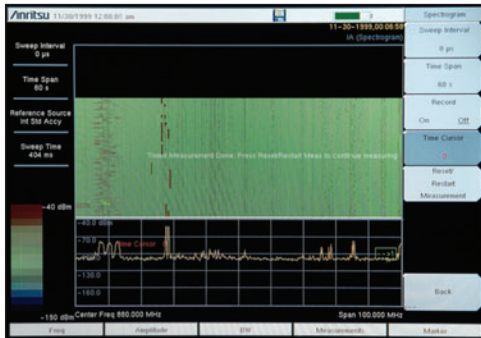 Anritsu 11/30/1999 12:00:01 am
Spectrogram
11-30-1999,00:06:58
IA (Spectrogram)
Sweep Interval
0 µs
Time Span
60 s
Reference Source
Int Std Accy
Sweep Time
404 ms
Sweep Interval
0 µs
Time Span
60 s
Record
On Off
Time Cursor
0
Reset/
Restart
Measurement
Back
Timed Measurement Done: Press Reset/Restart Meas to continue measuring
-40 dBm
-190 dBm
-40.0 dBm
-70.0
Time Cursor
-130.0
-160.0
Center Freq 860.000 MHz
Span 100.000 MHz
Freq
Amplitude
BW
Measurements
Marker